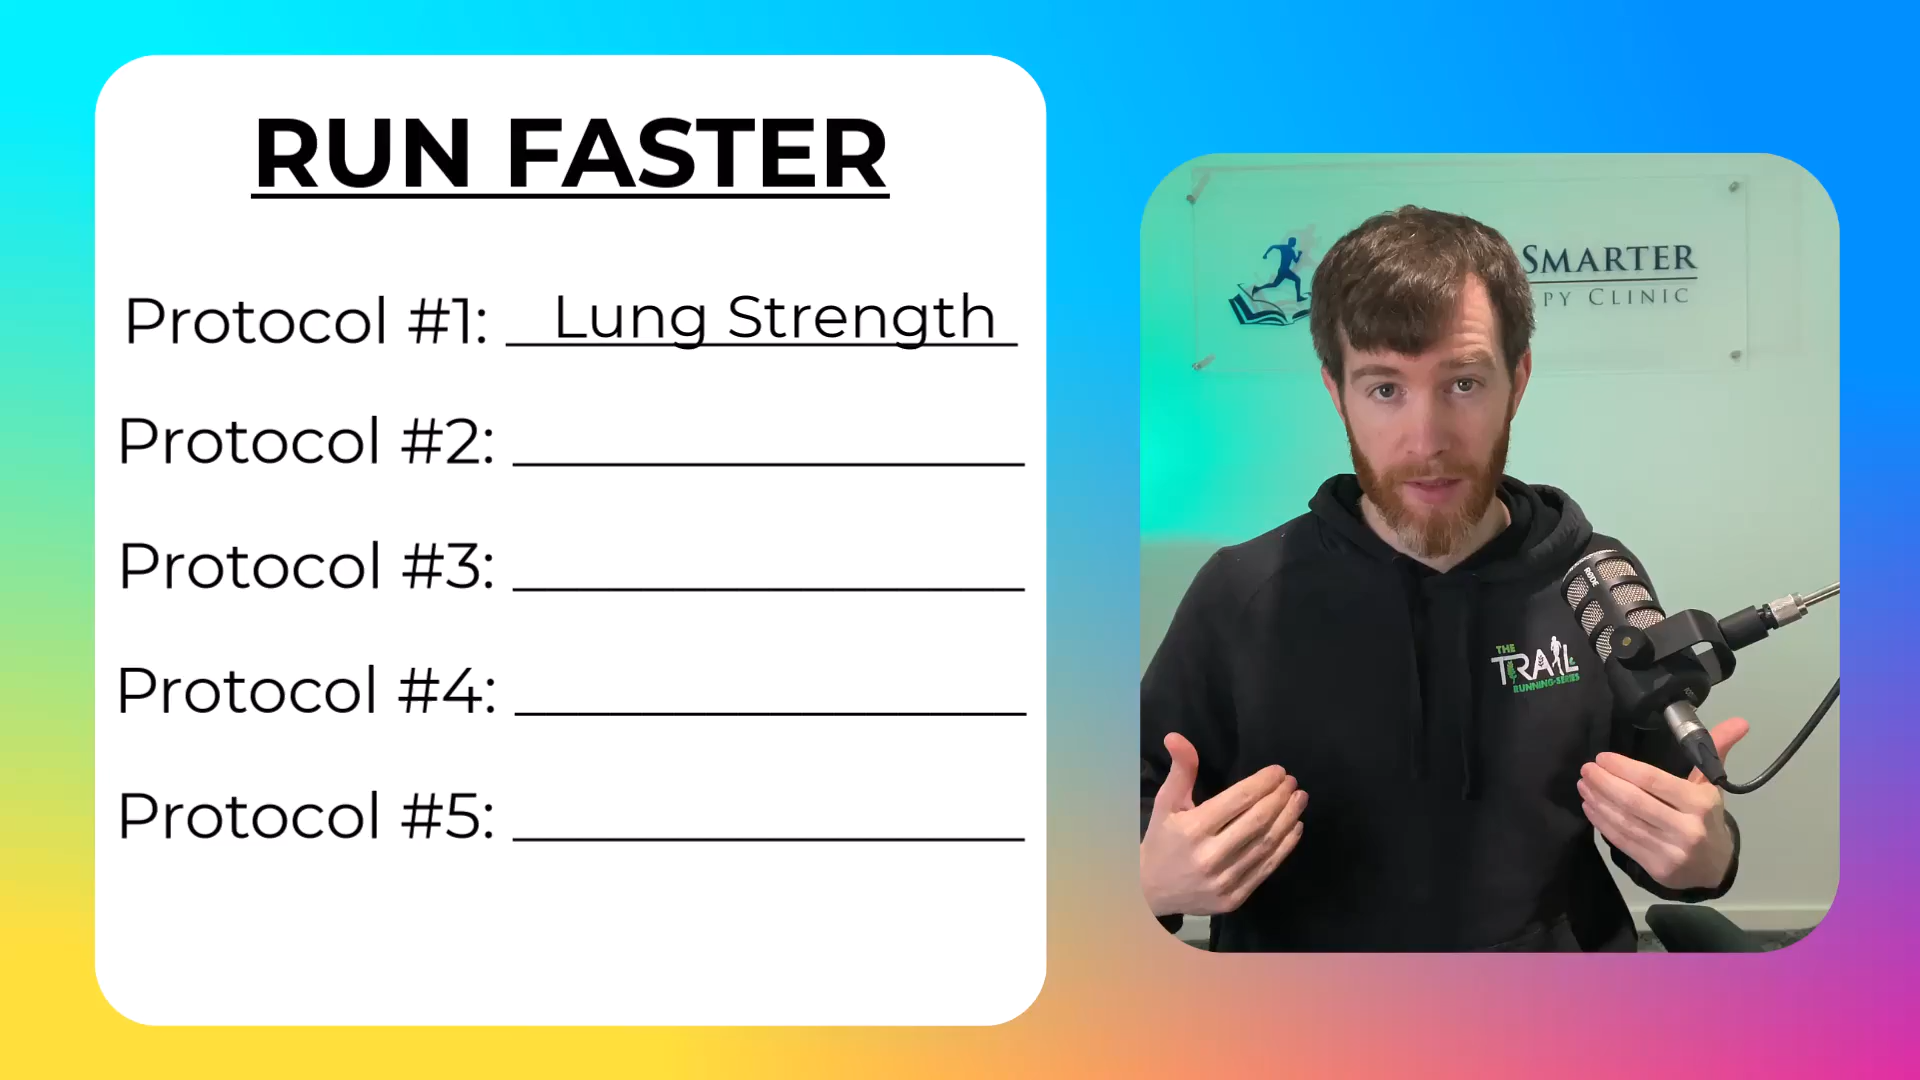 RUN FASTER
Protocol #1: Lung Strength
Protocol #2:
Protocol #3:
Protocol #4:
Protocol #5:
SMARTER
PY CLINIC
RØDE
THE
TRAIL
RUNNING SERIES